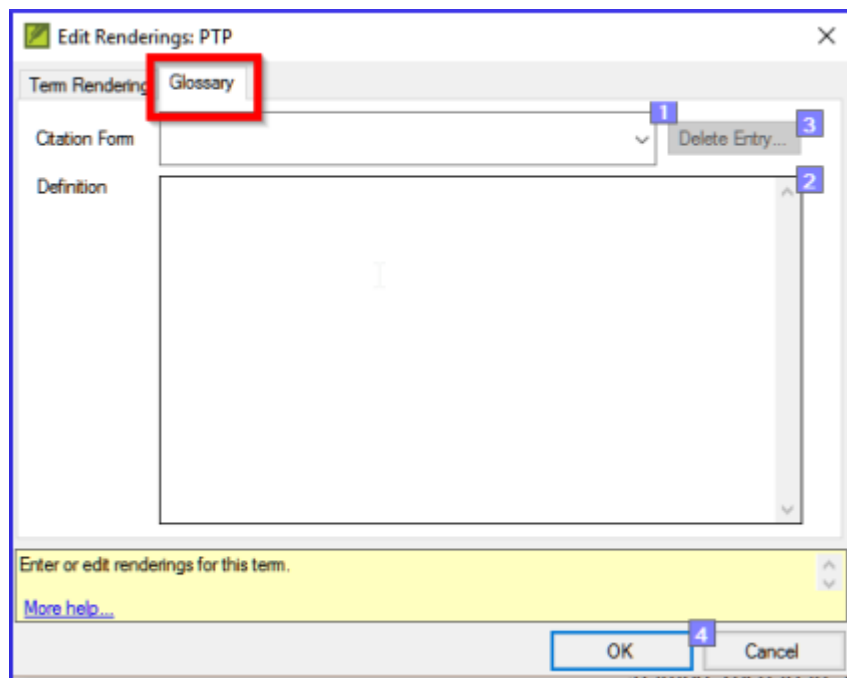 Edit Renderings: PTP
Term Rendering Glossary
Citation Form 1 Delete Entry... 3
Definition 2
Enter or edit renderings for this term.
More help...
OK 4 Cancel